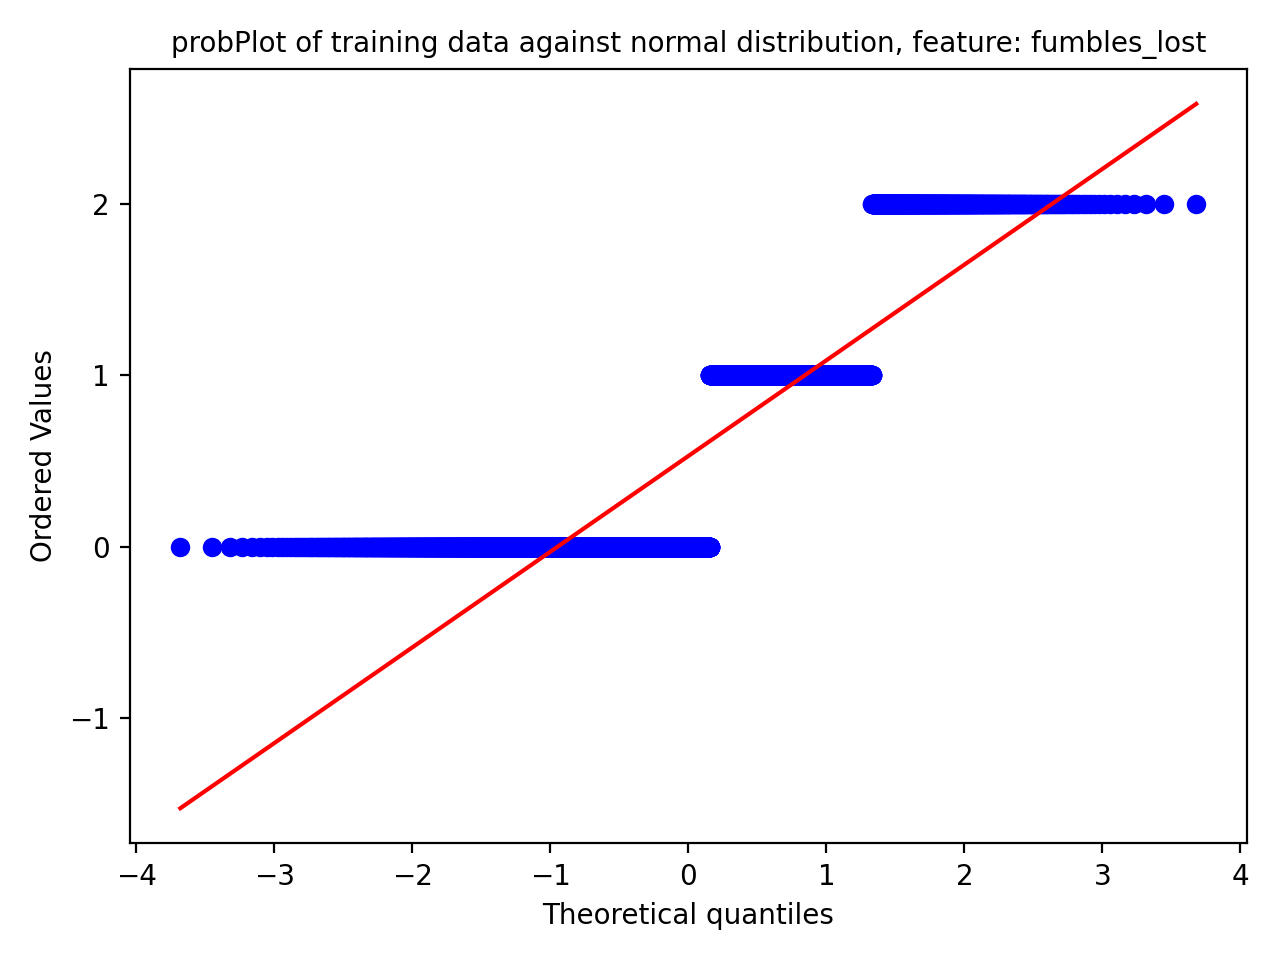 probPlot of training data against normal distribution, feature: fumbles_lost
2
1
0
−1
Ordered Values
−4 −3 −2 −1 0 1 2 3 4
Theoretical quantiles